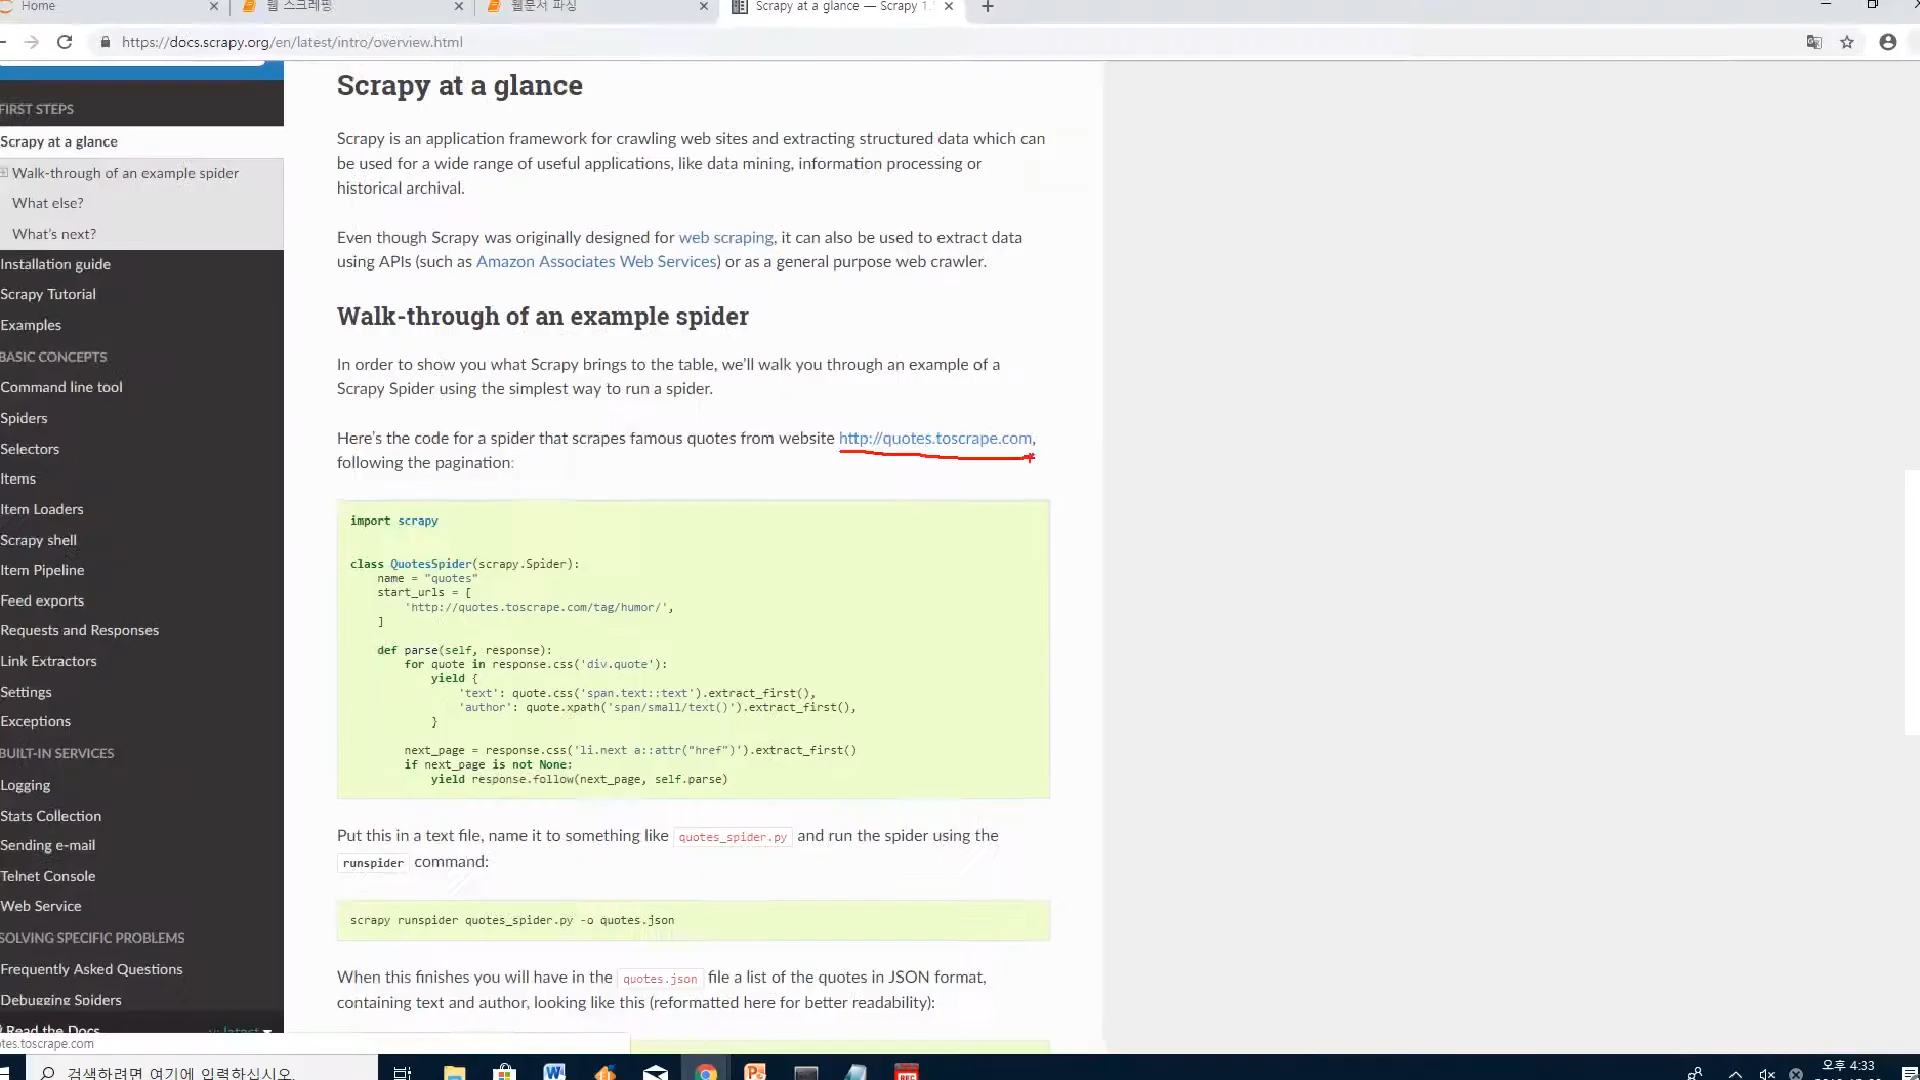 Home
웹 스크래핑
웹문서 파싱
Scrapy at a glance — Scrapy 1.
https://docs.scrapy.org/en/latest/intro/overview.html
FIRST STEPS
Scrapy at a glance
Walk-through of an example spider
What else?
What's next?
Installation guide
Scrapy Tutorial
Examples
BASIC CONCEPTS
Command line tool
Spiders
Selectors
Items
Item Loaders
Scrapy shell
Item Pipeline
Feed exports
Requests and Responses
Link Extractors
Settings
Exceptions
BUILT-IN SERVICES
Logging
Stats Collection
Sending e-mail
Telnet Console
Web Service
SOLVING SPECIFIC PROBLEMS
Frequently Asked Questions
Debugging Spiders
Read the Docs
v: latest
tes.toscrape.com
Scrapy at a glance
Scrapy is an application framework for crawling web sites and extracting structured data which can
be used for a wide range of useful applications, like data mining, information processing or
historical archival.
Even though Scrapy was originally designed for web scraping, it can also be used to extract data
using APIs (such as Amazon Associates Web Services) or as a general purpose web crawler.
Walk-through of an example spider
In order to show you what Scrapy brings to the table, we'll walk you through an example of a
Scrapy Spider using the simplest way to run a spider.
Here's the code for a spider that scrapes famous quotes from website http://quotes.toscrape.com,
following the pagination:
import scrapy
class QuotesSpider(scrapy.Spider):
name = "quotes"
start_urls = [
'http://quotes.toscrape.com/tag/humor/',
]
def parse(self, response):
for quote in response.css('div.quote'):
yield {
'text': quote.css('span.text::text').extract_first(),
'author': quote.xpath('span/small/text()').extract_first(),
}
next_page = response.css('li.next a::attr("href")').extract_first()
if next_page is not None:
yield response.follow(next_page, self.parse)
Put this in a text file, name it to something like quotes_spider.py and run the spider using the
runspider command:
scrapy runspider quotes_spider.py -o quotes.json
When this finishes you will have in the quotes.json file a list of the quotes in JSON format,
containing text and author, looking like this (reformatted here for better readability):
검색하려면 여기에 입력하십시오.
오후 4:33